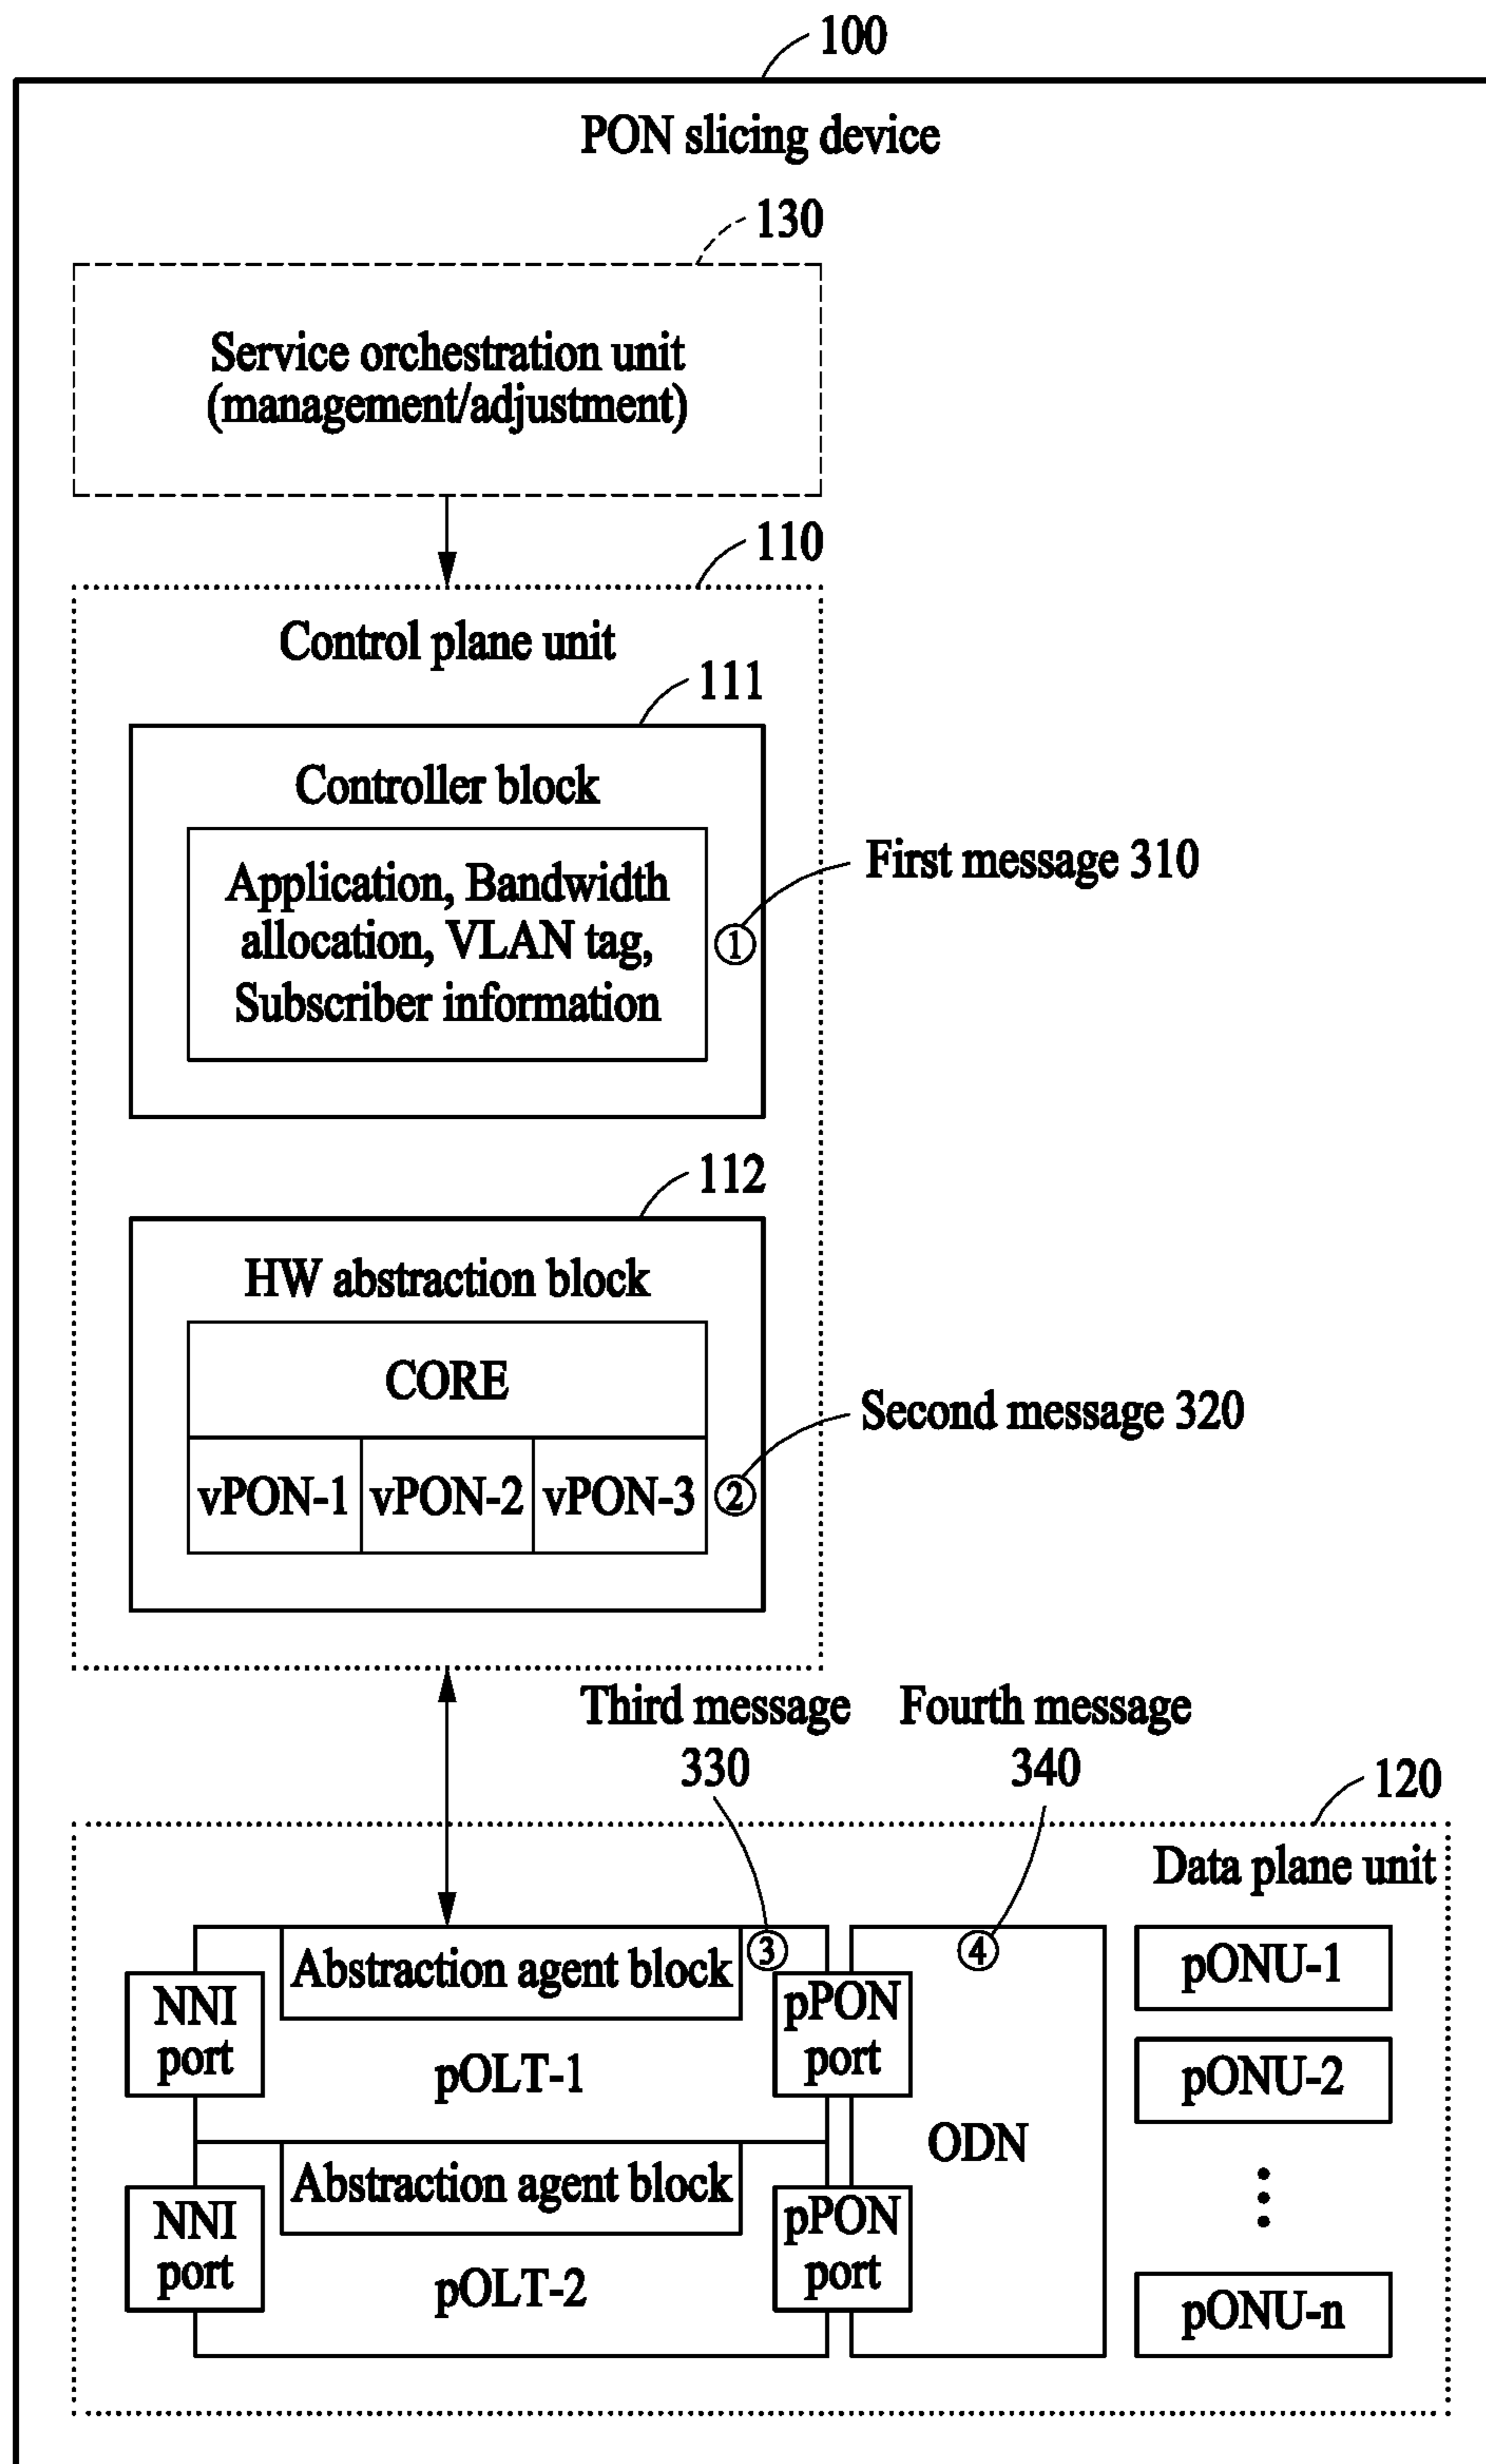 100
PON slicing device
130
Service orchestration unit
(management/adjustment)
110
Control plane unit
111
Controller block
Application, Bandwidth
allocation, VLAN tag,
Subscriber information
①
First message 310
112
HW abstraction block
CORE
vPON-1 vPON-2 vPON-3
②
Second message 320
Third message
330
Fourth message
340
120
Data plane unit
Abstraction agent block
③
NNI
port
pOLT-1
pPON
port
Abstraction agent block
NNI
port
pOLT-2
pPON
port
④
ODN
pONU-1
pONU-2
pONU-n